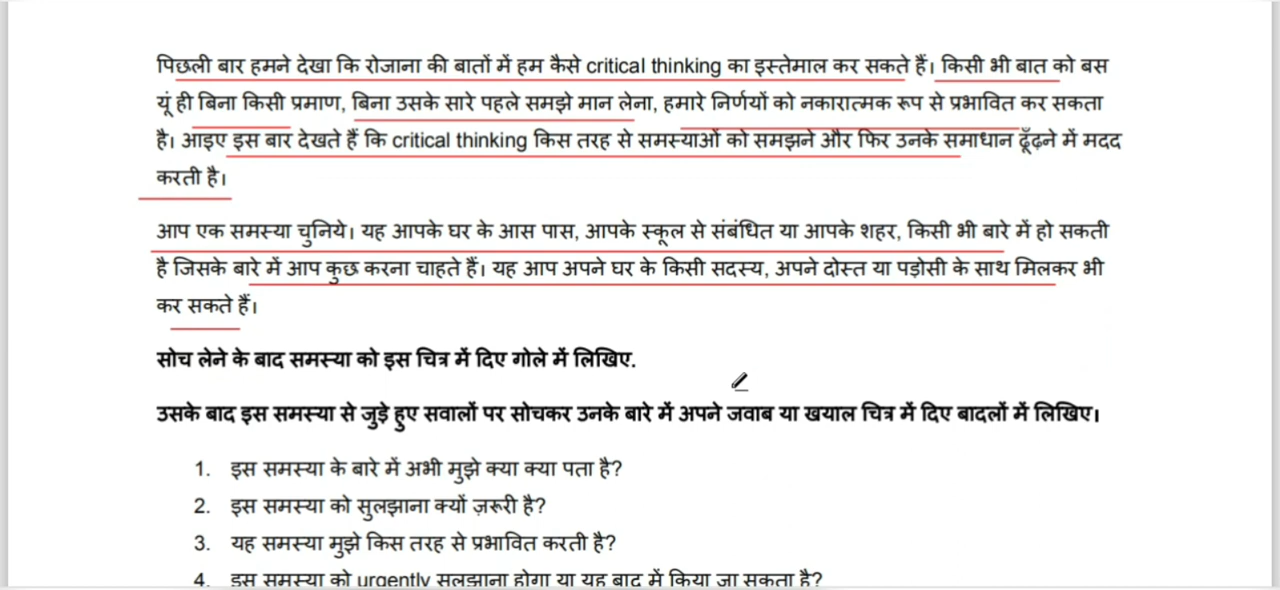 पिछली बार हमने देखा कि रोजाना की बातों में हम कैसे critical thinking का इस्तेमाल कर सकते हैं। किसी भी बात को बस
यूं ही बिना किसी प्रमाण, बिना उसके सारे पहले समझे मान लेना, हमारे निर्णयों को नकारात्मक रूप से प्रभावित कर सकता
है। आइए इस बार देखते हैं कि critical thinking किस तरह से समस्याओं को समझने और फिर उनके समाधान ढूँढ़ने में मदद
करती है।
आप एक समस्या चुनिये। यह आपके घर के आस पास, आपके स्कूल से संबंधित या आपके शहर, किसी भी बारे में हो सकती
है जिसके बारे में आप कुछ करना चाहते हैं। यह आप अपने घर के किसी सदस्य, अपने दोस्त या पड़ोसी के साथ मिलकर भी
कर सकते हैं।
सोच लेने के बाद समस्या को इस चित्र में दिए गोले में लिखिए.
उसके बाद इस समस्या से जुड़े हुए सवालों पर सोचकर उनके बारे में अपने जवाब या खयाल चित्र में दिए बादलों में लिखिए।
1. इस समस्या के बारे में अभी मुझे क्या क्या पता है?
2. इस समस्या को सुलझाना क्यों ज़रूरी है?
3. यह समस्या मुझे किस तरह से प्रभावित करती है?
4. इस समस्या को urgently सुलझाना होगा या यह बाद में किया जा सकता है?